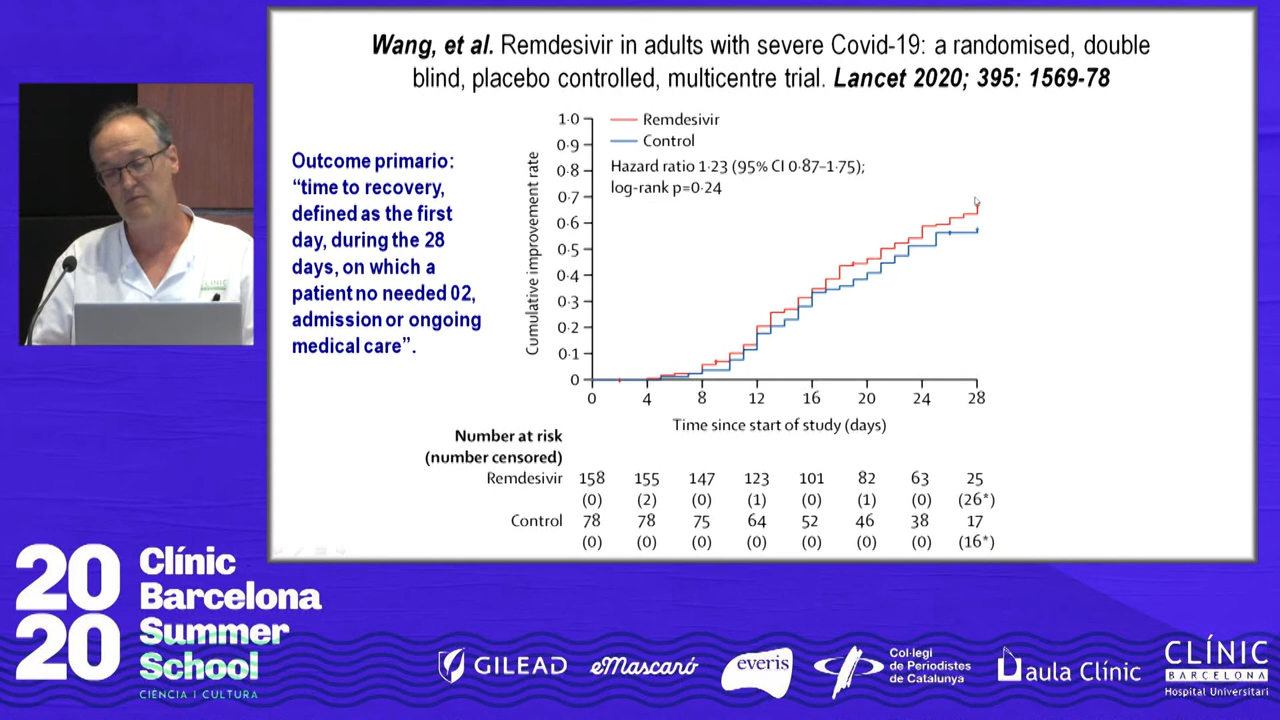 Wang, et al. Remdesivir in adults with severe Covid-19: a randomised, double
blind, placebo controlled, multicentre trial. Lancet 2020; 395: 1569-78
Outcome primario:
“time to recovery,
defined as the first
day, during the 28
days, on which a
patient no needed 02,
admission or ongoing
medical care”.
Cumulative improvement rate
1·0
0·9
0·8
0·7
0·6
0·5
0·4
0·3
0·2
0·1
0
Remdesivir
Control
Hazard ratio 1·23 (95% CI 0·87–1·75);
log-rank p=0·24
0 4 8 12 16 20 24 28
Time since start of study (days)
Number at risk
(number censored)
Remdesivir 158 155 147 123 101 82 63 25
(0) (2) (0) (1) (0) (1) (0) (26*)
Control 78 78 75 64 52 46 38 17
(0) (0) (0) (0) (0) (0) (0) (16*)
CLÍNIC
2020
Clínic
Barcelona
Summer
School
CIÈNCIA I CULTURA
GILEAD
eMascaró
everis
Col·legi
de Periodistes
de Catalunya
aula Clínic
CLÍNIC
BARCELONA
Hospital Universitari